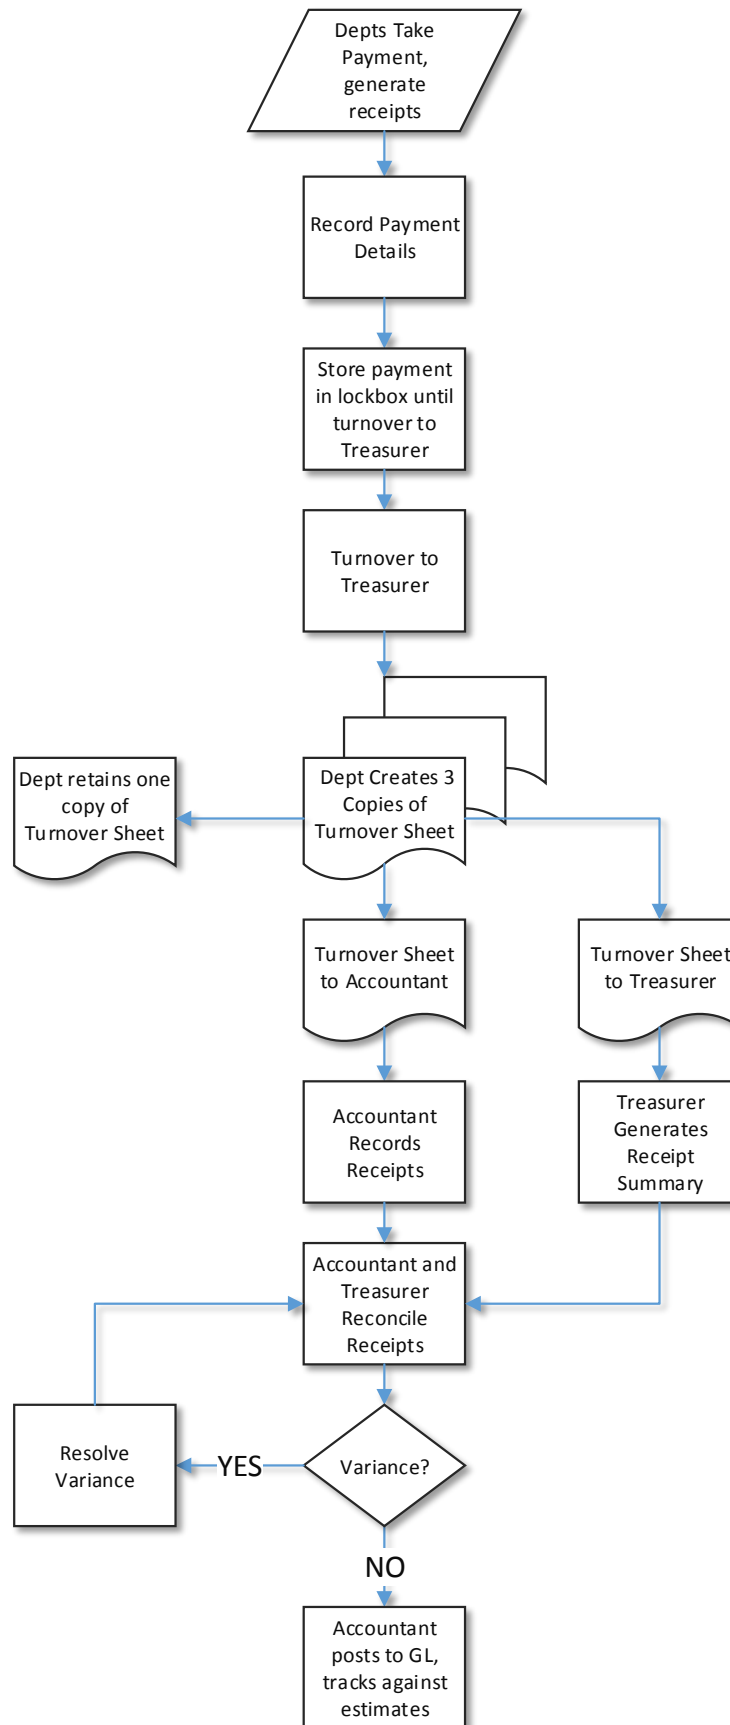 Depts Take
Payment,
generate
receipts
Record Payment
Details
Store payment
in lockbox until
turnover to
Treasurer
Turnover to
Treasurer
Dept retains one
copy of
Turnover Sheet
Dept Creates 3
Copies of
Turnover Sheet
Turnover Sheet
to Accountant
Turnover Sheet
to Treasurer
Accountant
Records
Receipts
Treasurer
Generates
Receipt
Summary
Accountant and
Treasurer
Reconcile
Receipts
Resolve
Variance
YES
Variance?
NO
Accountant
posts to GL,
tracks against
estimates